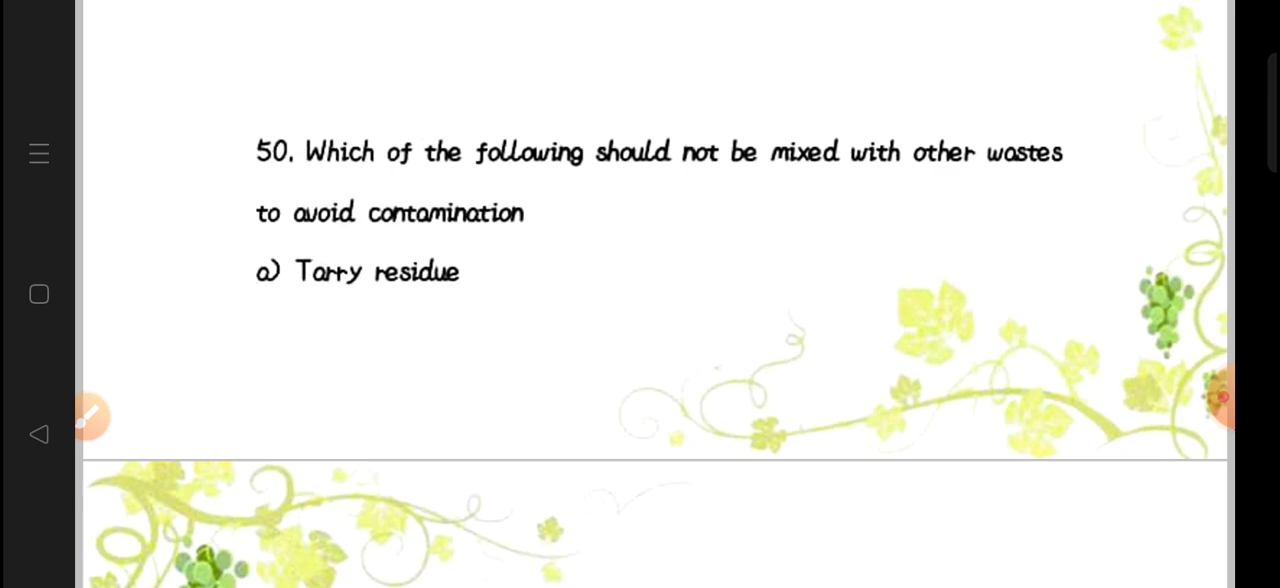 50. Which of the following should not be mixed with other wastes
to avoid contamination
a) Tarry residue